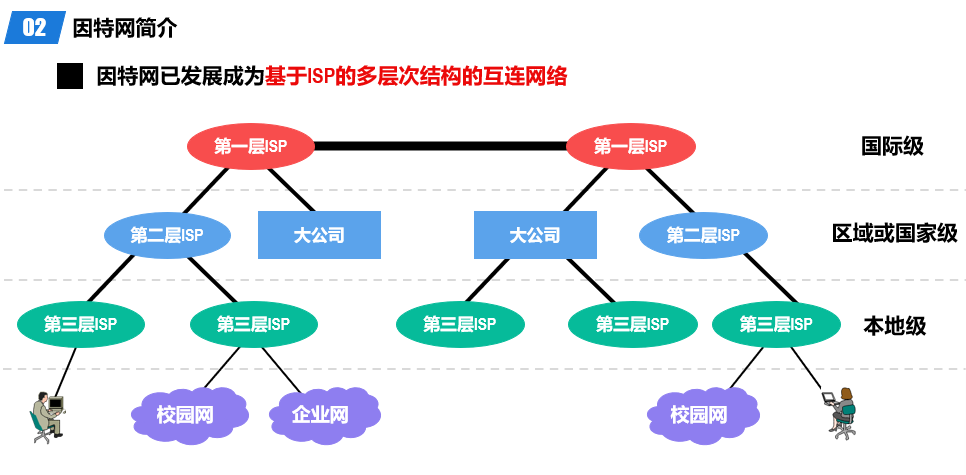 02 因特网简介
因特网已发展成为基于ISP的多层次结构的互连网络
第一层ISP 第一层ISP 国际级
第二层ISP 大公司 大公司 第二层ISP 区域或国家级
第三层ISP 第三层ISP 第三层ISP 第三层ISP 第三层ISP 本地级
校园网 企业网 校园网